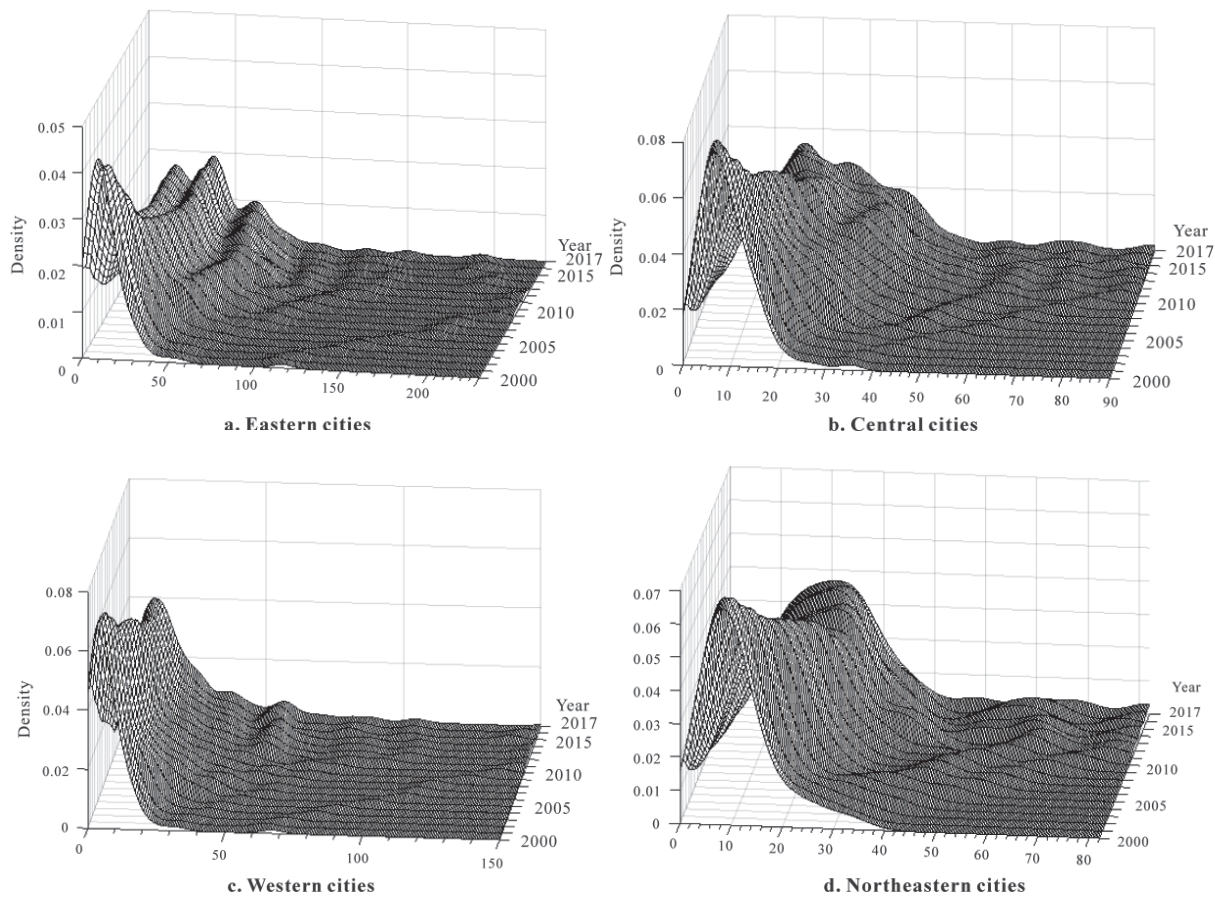 0.05
0.04
0.03
0.02
0.01
0
Density
0 50 100 150 200
Year
2017
2015
2010
2005
2000
a. Eastern cities
0.08
0.06
0.04
0.02
0
Density
0 10 20 30 40 50 60 70 80 90
Year
2017
2015
2010
2005
2000
b. Central cities
0.08
0.06
0.04
0.02
0
Density
0 50 100 150
Year
2017
2015
2010
2005
2000
c. Western cities
0.07
0.06
0.05
0.04
0.03
0.02
0.01
0
0 10 20 30 40 50 60 70 80
Year
2017
2015
2010
2005
2000
d. Northeastern cities